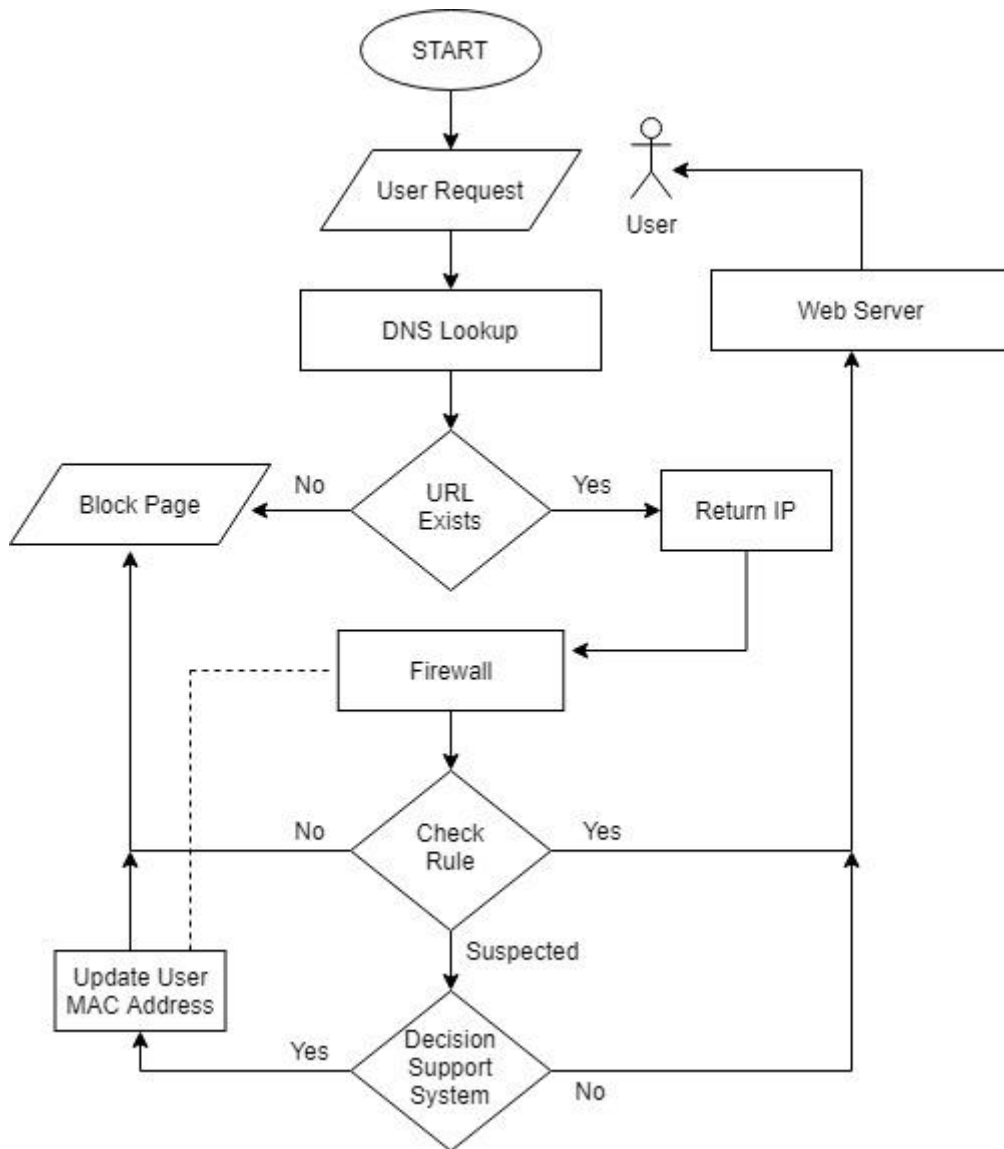 START
User Request
User
DNS Lookup
Web Server
No
URL
Exists
Yes
Block Page
Return IP
Firewall
No
Check
Rule
Yes
Suspected
Update User
MAC Address
Yes
Decision
Support
System
No